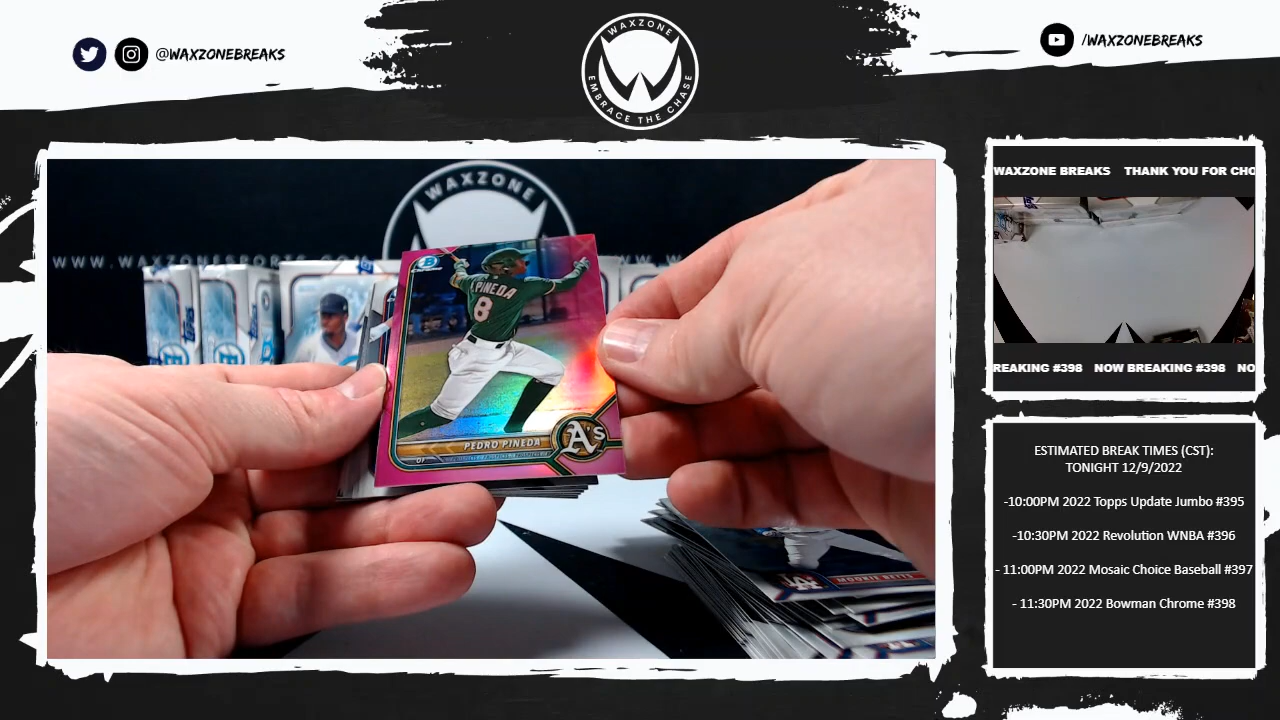 @WAXZONEBREAKS
WAXZONE
EMBRACE THE CHASE
/WAXZONEBREAKS
WAXZONE BREAKS THANK YOU FOR CHO
WAXZONE
WWW.WAXZONESPORTS.COM
PINEDA
8
PEDRO PINEDA
OF
A's
MOOKIE BETTS
REAKING #398 NOW BREAKING #398 NO
ESTIMATED BREAK TIMES (CST):
TONIGHT 12/9/2022
-10:00PM 2022 Topps Update Jumbo #395
-10:30PM 2022 Revolution WNBA #396
- 11:00PM 2022 Mosaic Choice Baseball #397
- 11:30PM 2022 Bowman Chrome #398